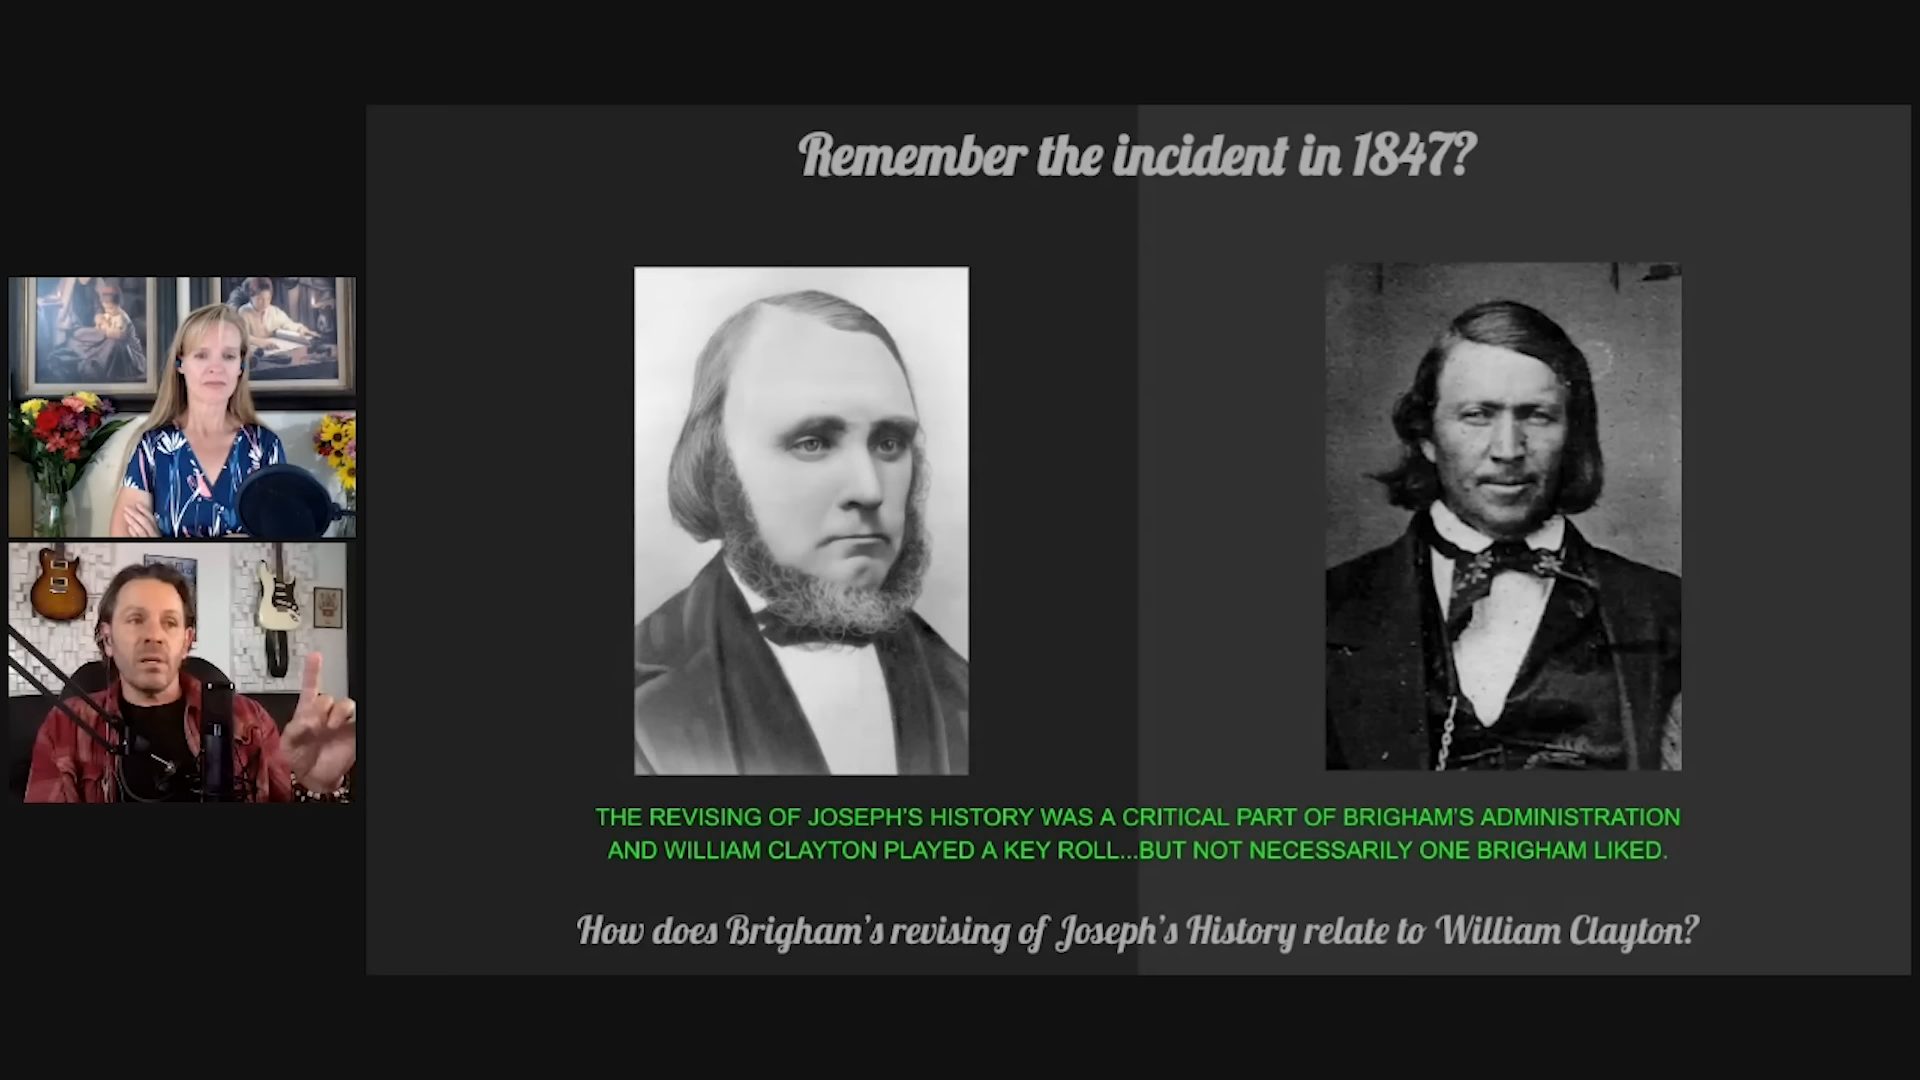 Remember the incident in 1847?
THE REVISING OF JOSEPH'S HISTORY WAS A CRITICAL PART OF BRIGHAM'S ADMINISTRATION
AND WILLIAM CLAYTON PLAYED A KEY ROLL...BUT NOT NECESSARILY ONE BRIGHAM LIKED.
How does Brigham's revising of Joseph's History relate to William Clayton?